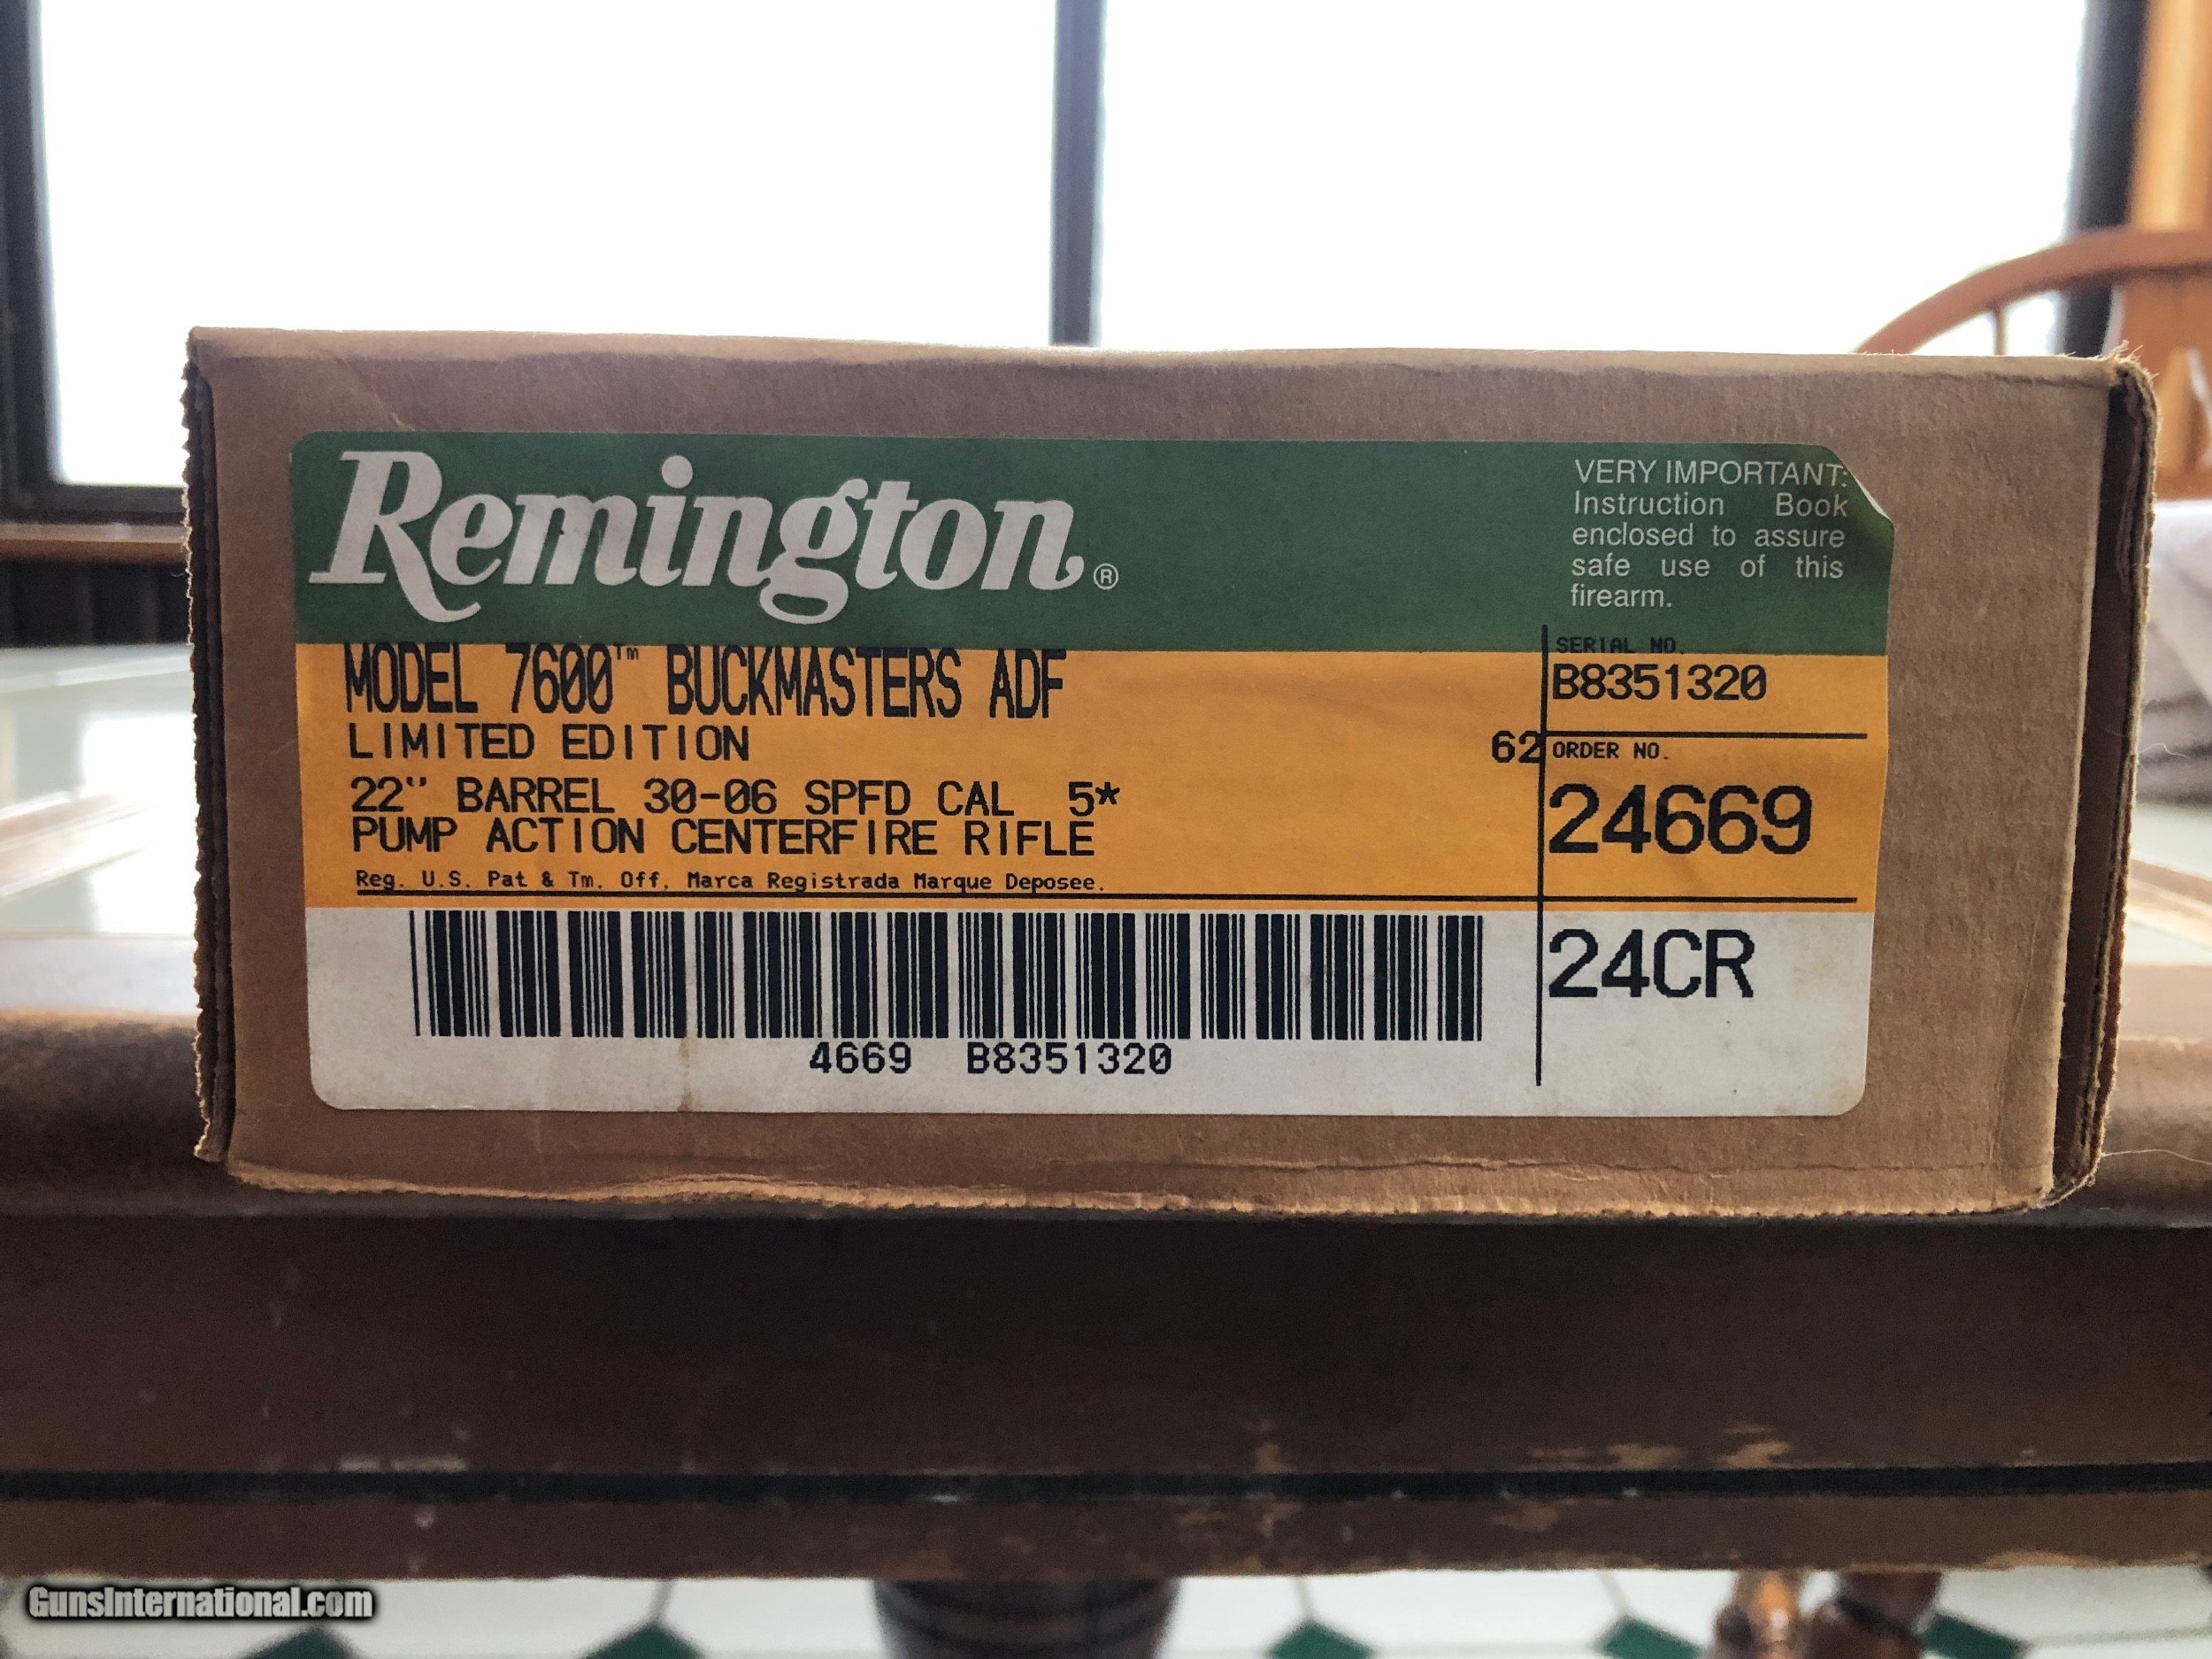 Remington®
VERY IMPORTANT:
Instruction Book
enclosed to assure
safe use of this
firearm.
MODEL 7600™ BUCKMASTERS ADF
LIMITED EDITION
22" BARREL 30-06 SPFD CAL 5*
PUMP ACTION CENTERFIRE RIFLE
Reg. U.S. Pat & Tm. Off. Marca Registrada Marque Deposee.
SERIAL NO.
B8351320
62
ORDER NO.
24669
24CR
4669 B8351320
GunsInternational.com